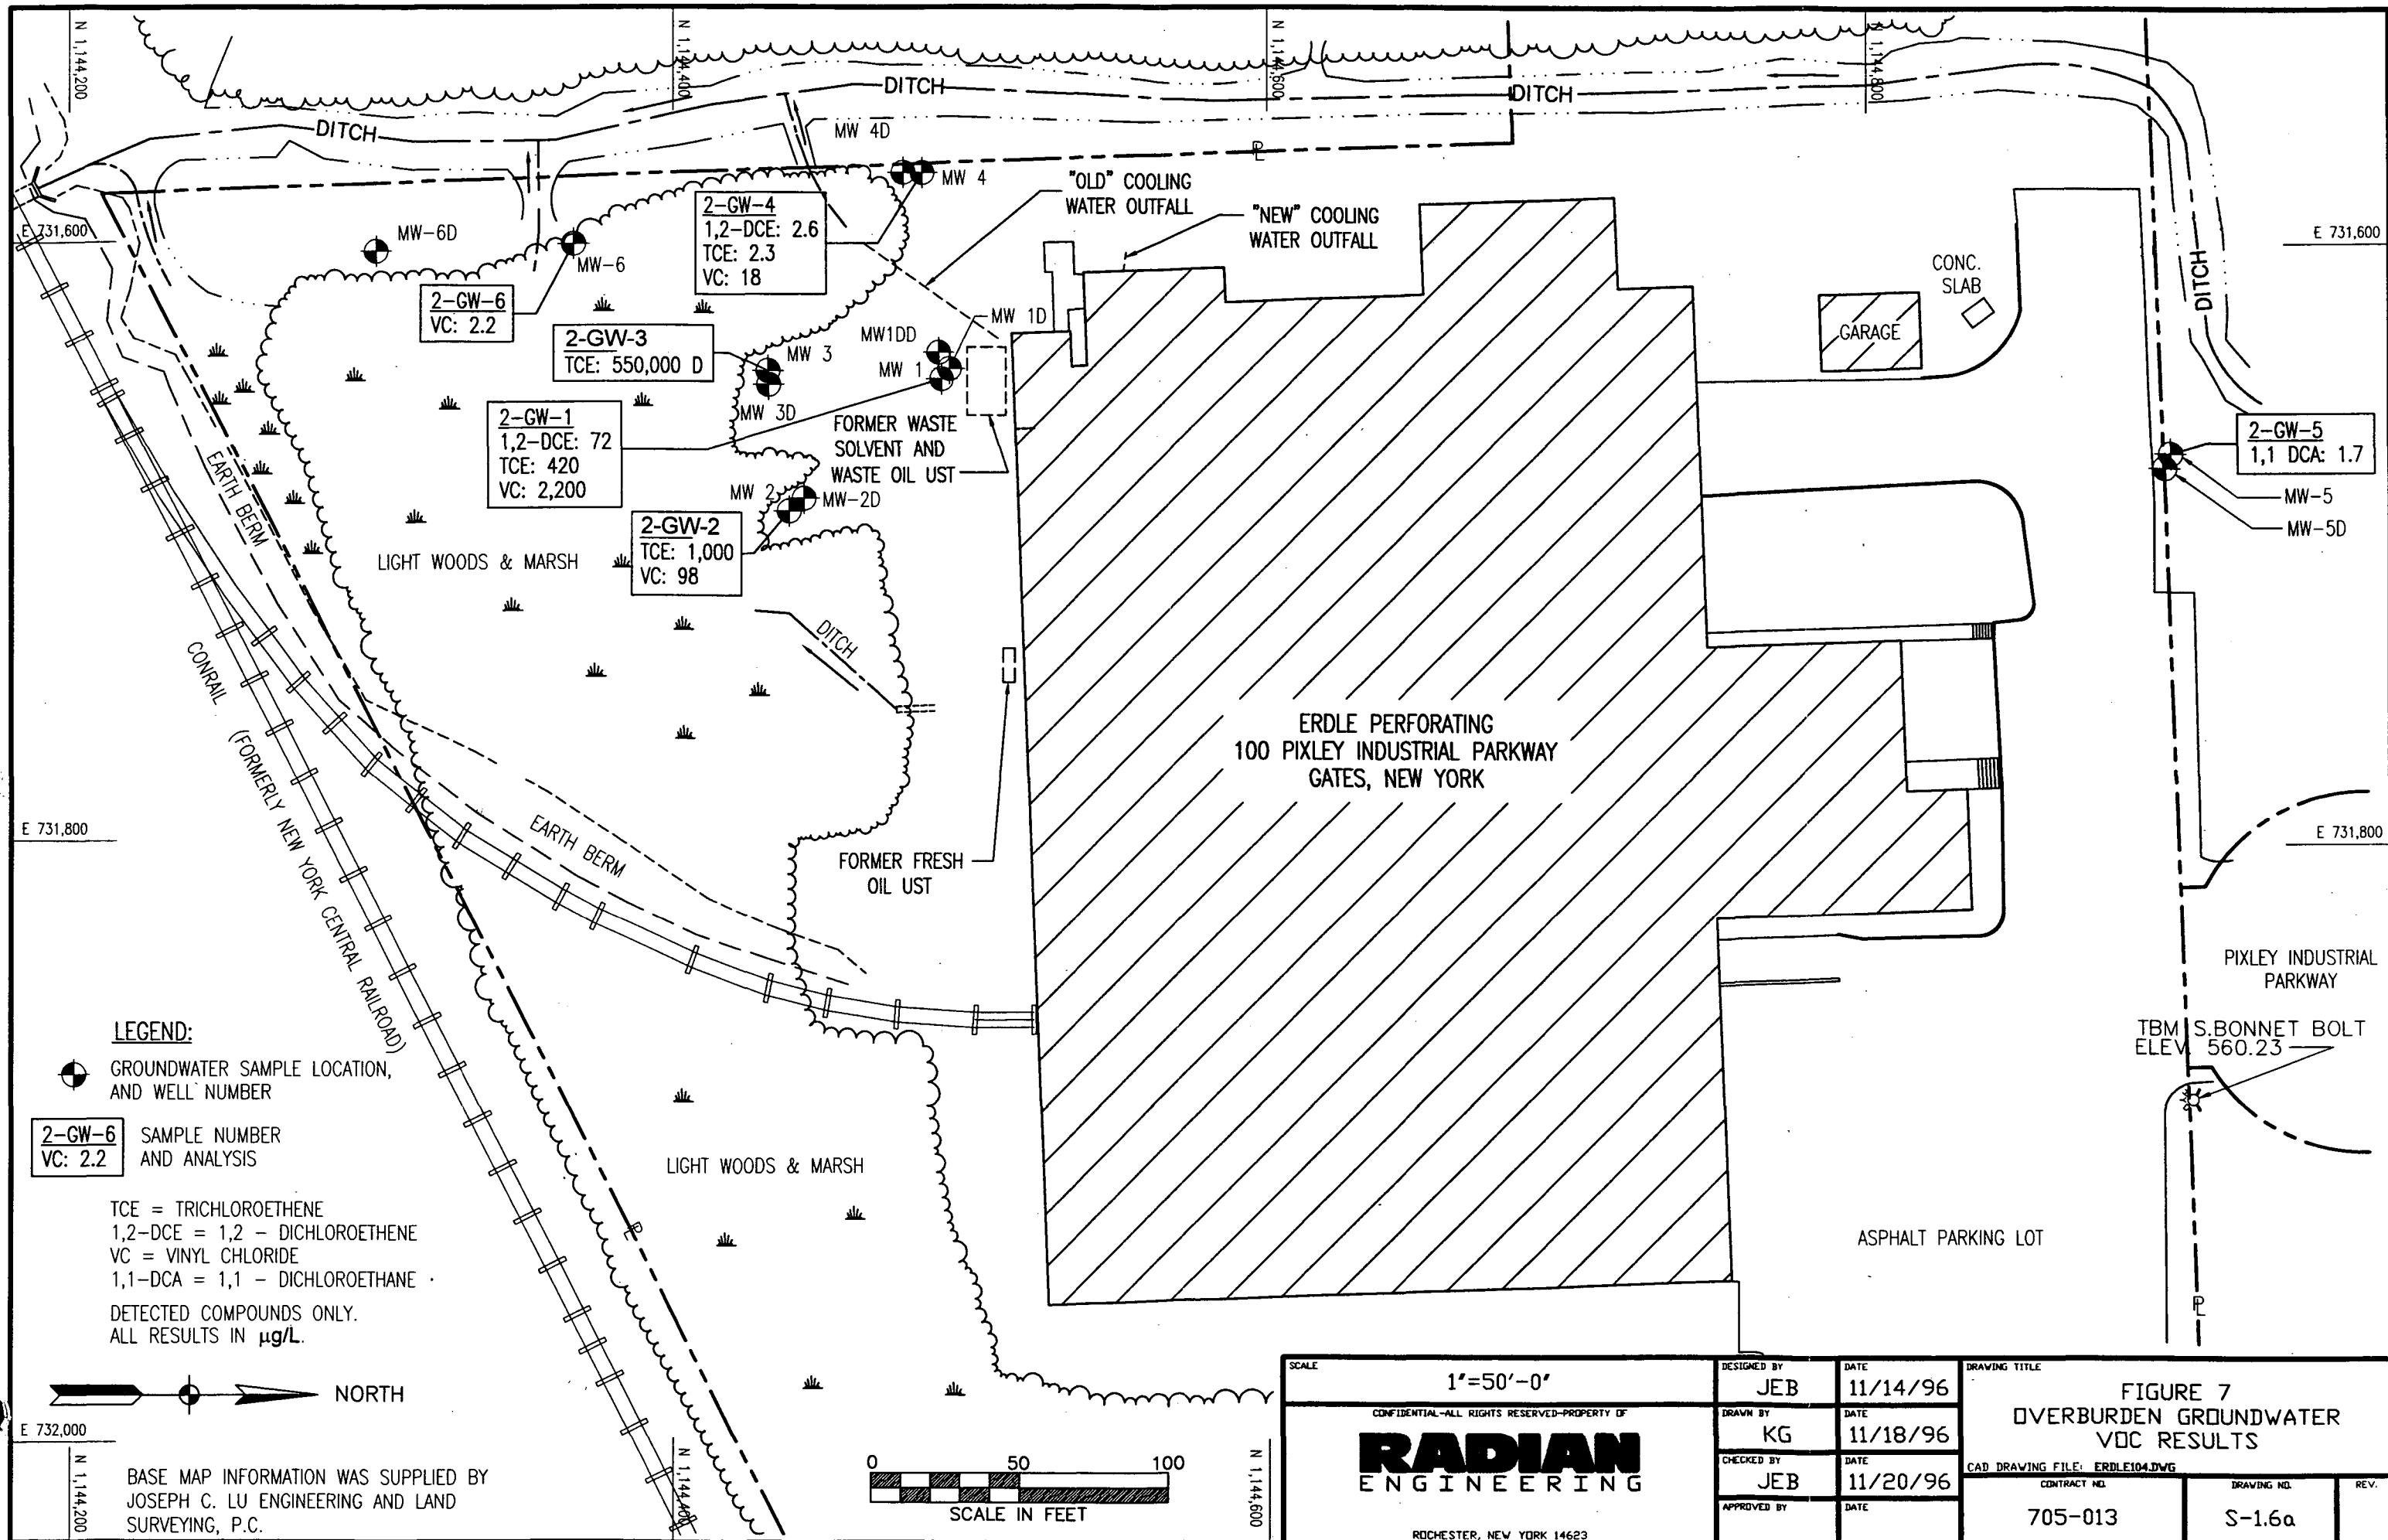 N 1,144,200
N 1,144,400
N 1,144,600
N 1,144,800
DITCH
DITCH
DITCH
DITCH
MW 4D
MW 4
"OLD" COOLING
WATER OUTFALL
"NEW" COOLING
WATER OUTFALL
E 731,600
E 731,600
MW-6D
MW-6
2-GW-4
1,2-DCE: 2.6
TCE: 2.3
VC: 18
2-GW-6
VC: 2.2
2-GW-3
TCE: 550,000 D
MW 3
MW 3D
MW1DD
MW 1D
MW 1
CONC.
SLAB
GARAGE
2-GW-1
1,2-DCE: 72
TCE: 420
VC: 2,200
FORMER WASTE
SOLVENT AND
WASTE OIL UST
2-GW-5
1,1 DCA: 1.7
MW-5
MW-5D
MW 2
MW-2D
2-GW-2
TCE: 1,000
VC: 98
EARTH BERM
LIGHT WOODS & MARSH
DITCH
CONRAIL (FORMERLY NEW YORK CENTRAL RAILROAD)
ERDLE PERFORATING
100 PIXLEY INDUSTRIAL PARKWAY
GATES, NEW YORK
E 731,800
E 731,800
EARTH BERM
FORMER FRESH
OIL UST
PIXLEY INDUSTRIAL
PARKWAY
TBM S.BONNET BOLT
ELEV. 560.23
LEGEND:
GROUNDWATER SAMPLE LOCATION,
AND WELL NUMBER
2-GW-6
VC: 2.2
SAMPLE NUMBER
AND ANALYSIS
LIGHT WOODS & MARSH
TCE = TRICHLOROETHENE
1,2-DCE = 1,2 - DICHLOROETHENE
VC = VINYL CHLORIDE
1,1-DCA = 1,1 - DICHLOROETHANE
DETECTED COMPOUNDS ONLY.
ALL RESULTS IN µg/L.
ASPHALT PARKING LOT
NORTH
E 732,000
N 1,144,200
N 1,144,400
N 1,144,600
BASE MAP INFORMATION WAS SUPPLIED BY
JOSEPH C. LU ENGINEERING AND LAND
SURVEYING, P.C.
0 50 100
SCALE IN FEET
SCALE
1"=50'-0"
CONFIDENTIAL-ALL RIGHTS RESERVED-PROPERTY OF
RADIAN
ENGINEERING
ROCHESTER, NEW YORK 14623
DESIGNED BY
JEB
DATE
11/14/96
DRAWN BY
KG
DATE
11/18/96
CHECKED BY
JEB
DATE
11/20/96
APPROVED BY
DATE
DRAWING TITLE
FIGURE 7
OVERBURDEN GROUNDWATER
VOC RESULTS
CAD DRAWING FILE: ERDLE104.DWG
CONTRACT NO.
705-013
DRAWING NO.
S-1.6a
REV.